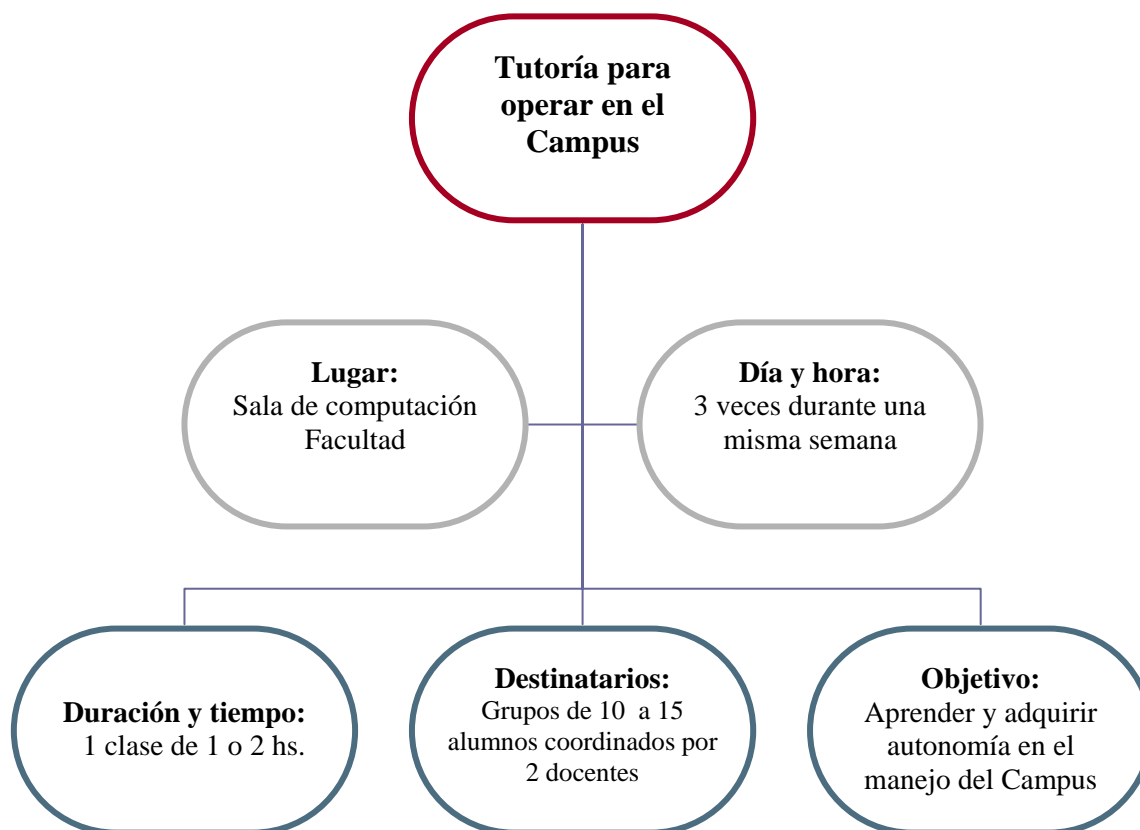 Tutoría para
operar en el
Campus
Lugar:
Sala de computación
Facultad
Día y hora:
3 veces durante una
misma semana
Duración y tiempo:
1 clase de 1 o 2 hs.
Destinatarios:
Grupos de 10 a 15
alumnos coordinados por
2 docentes
Objetivo:
Aprender y adquirir
autonomía en el
manejo del Campus